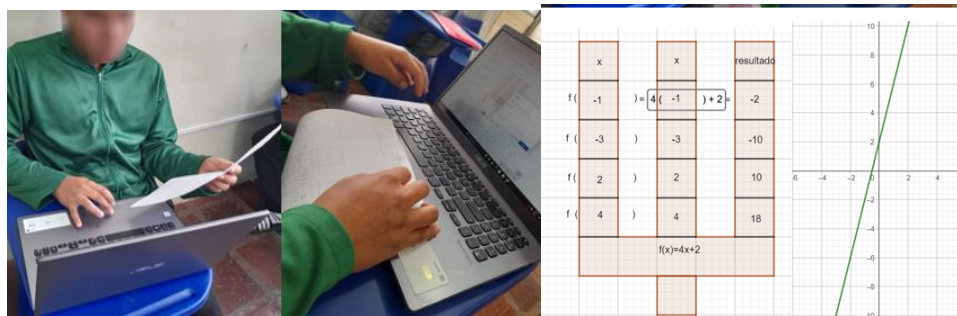 x x resultado
f ( -1 ) = 4 ( -1 ) + 2 = -2
f ( -3 ) -3 -10
f ( 2 ) 2 10
f ( 4 ) 4 18
f(x)=4x+2
10
8
6
4
2
6 -4 -2 0 2 4
-2
-4
-6
-8
-10